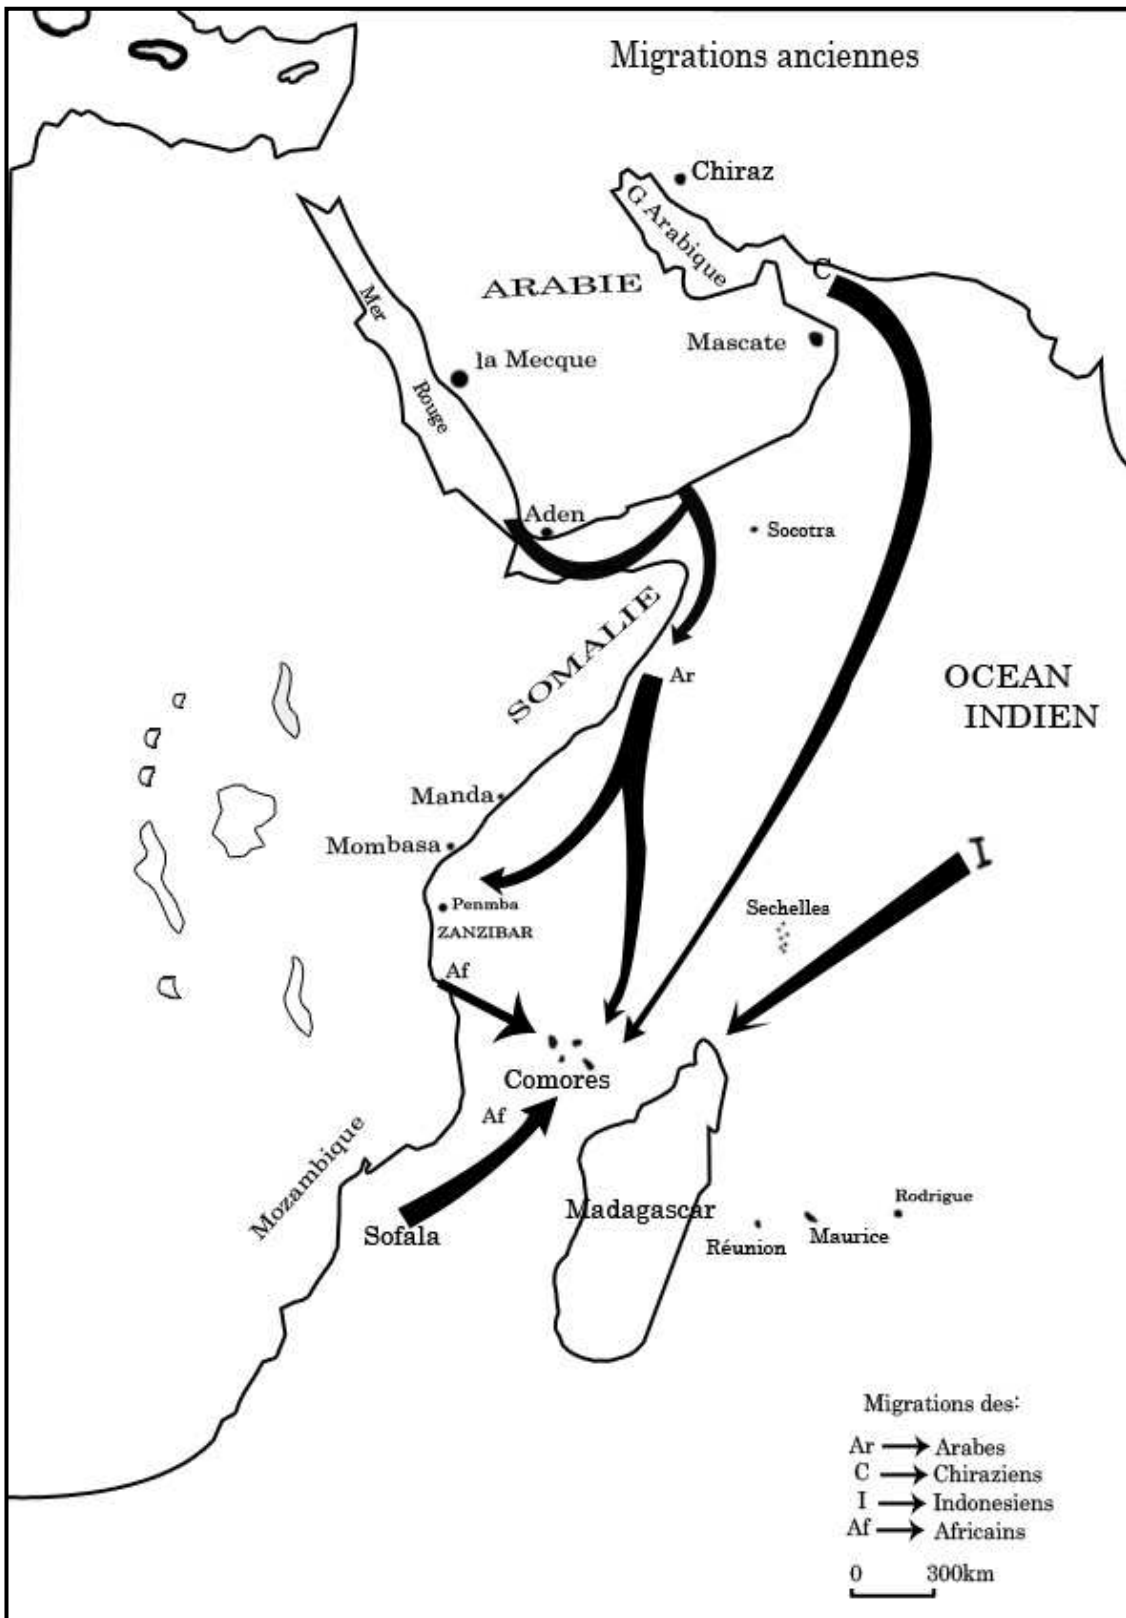 Migrations anciennes
Chiraz
G Arabique
C
ARABIE
Mer
Mascate
la Mecque
Rouge
Aden
Socotra
SOMALIE
Ar
OCEAN
INDIEN
Manda
Mombasa
I
Penmba
Sechelles
ZANZIBAR
Af
Comores
Af
Mozambique
Madagascar
Rodrigue
Sofala
Réunion
Maurice
Migrations des:
Ar Arabes
C Chiraziens
I Indonesiens
Af Africains
0 300km